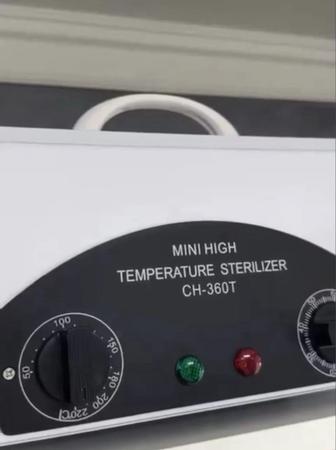 MINI HIGH
TEMPERATURE STERILIZER
CH-360T
50
100
150
180
200
220℃